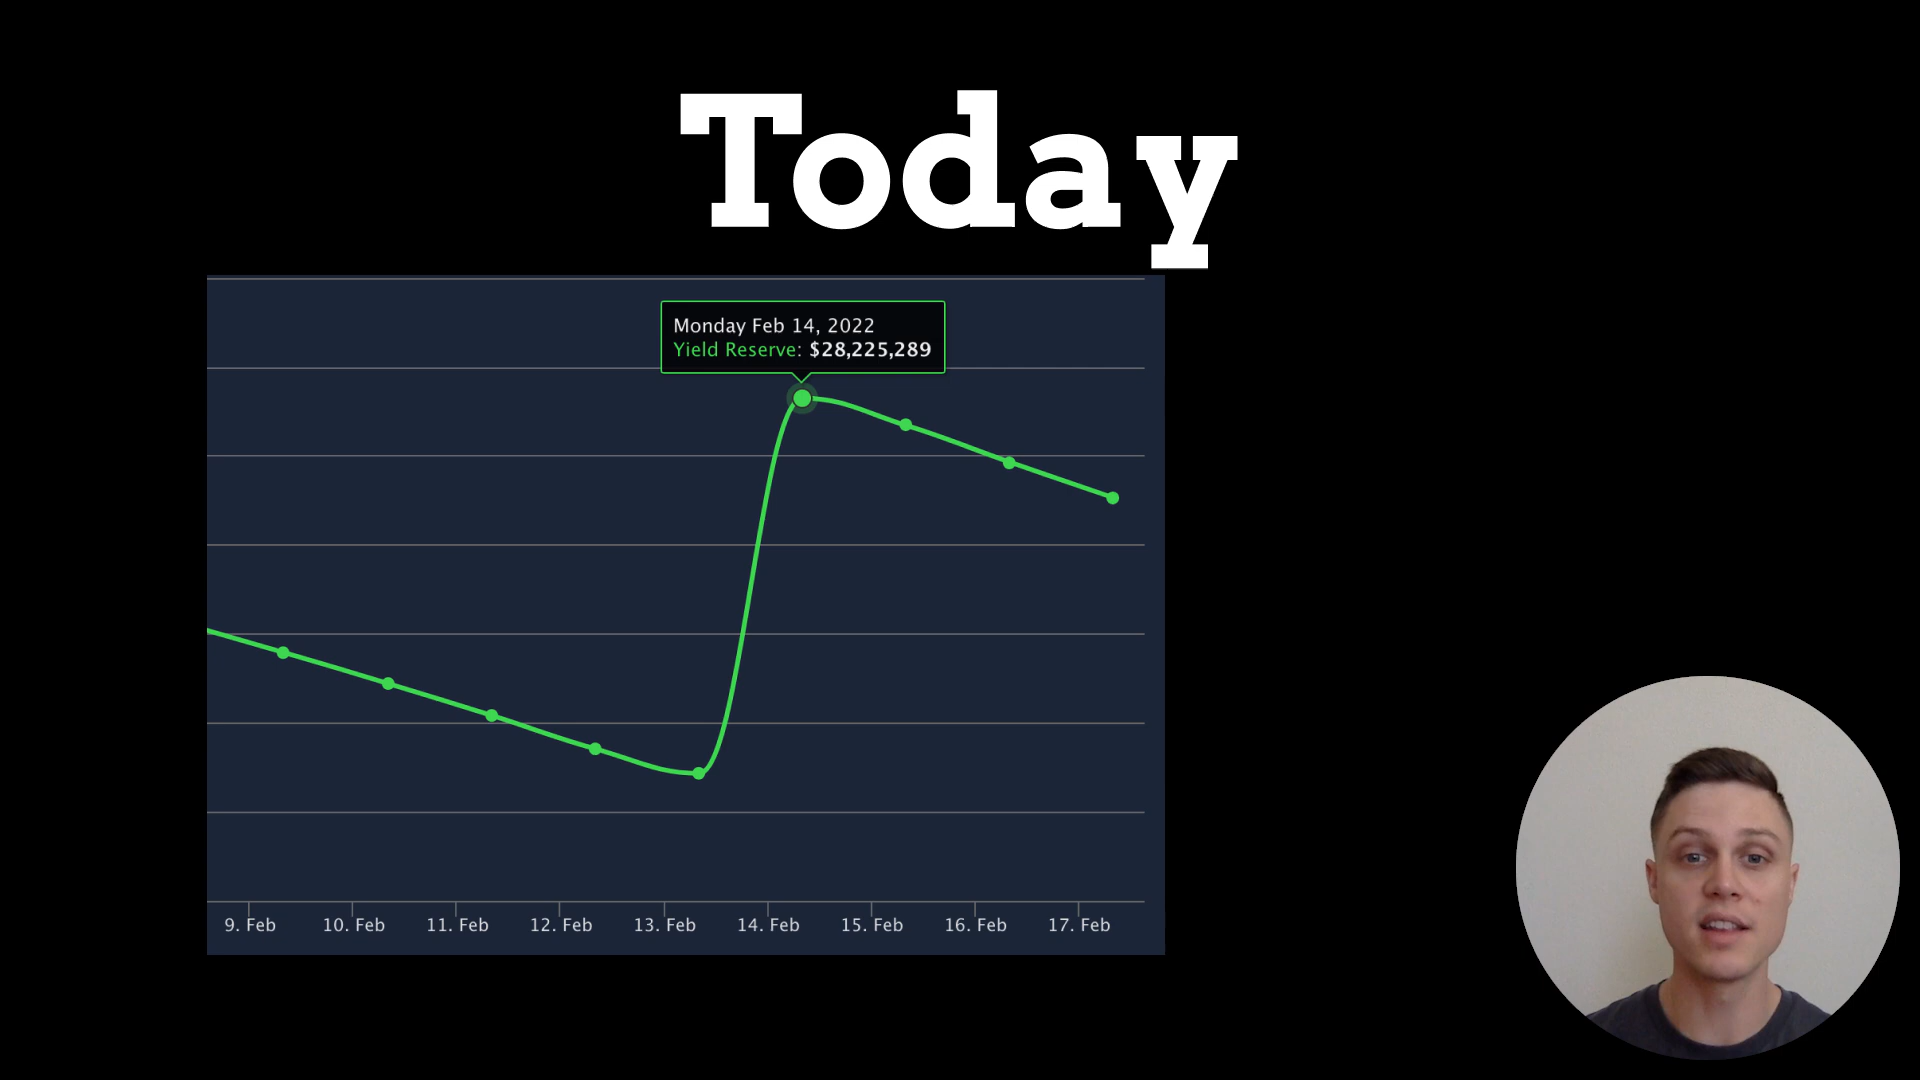 Today
Monday Feb 14, 2022
Yield Reserve: $28,225,289
9. Feb 10. Feb 11. Feb 12. Feb 13. Feb 14. Feb 15. Feb 16. Feb 17. Feb